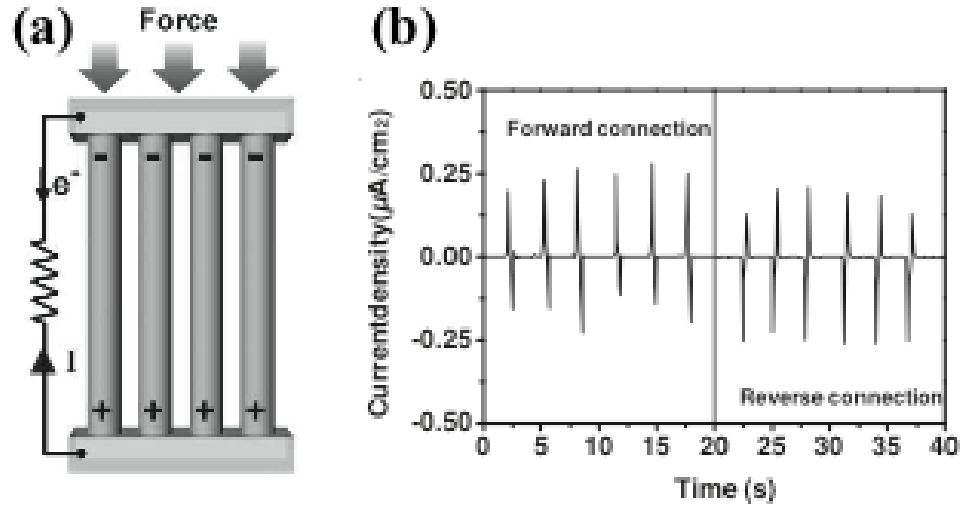 (a)
Force
- - - -
e-
I
+ + + +
(b)
Currentdensity(μA/cm2)
0.50
0.25
0.00
-0.25
-0.50
Forward connection
Reverse connection
0 5 10 15 20 25 30 35 40
Time (s)